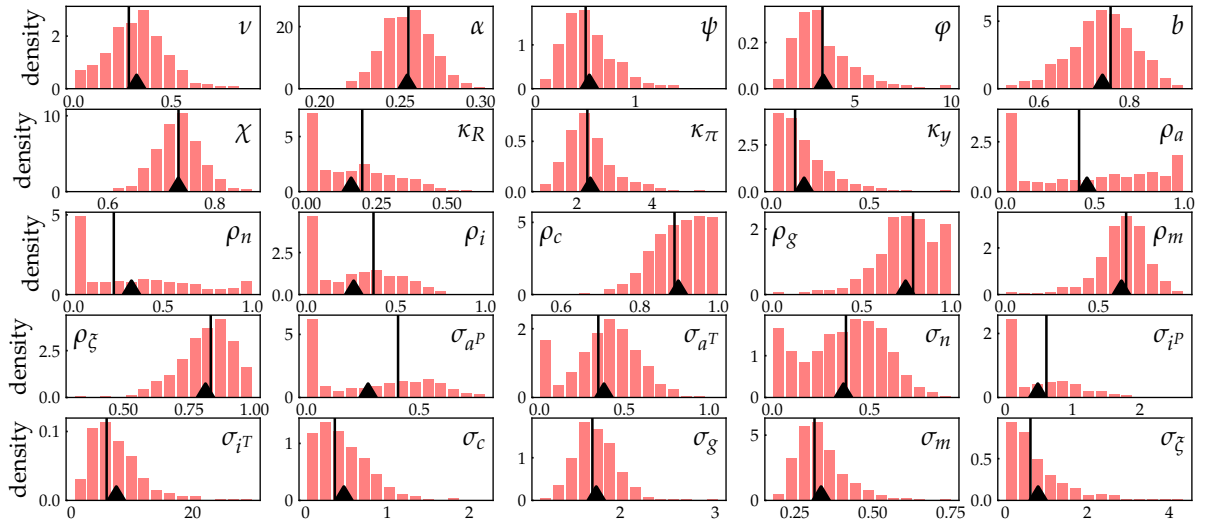 density 0 2 ν 0.0 0.5
0 20 α 0.20 0.25 0.30
0 1 ψ 0 1
0.0 0.2 φ 5 10
0 5 b 0.6 0.8
density 0 5 10 χ 0.6 0.8
0 5 κ_R 0.00 0.25 0.50
0.0 0.5 κ_π 2 4
0.0 2.5 κ_y 0.0 0.5
0.0 2.5 ρ_a 0.0 0.5 1.0
density 0 5 ρ_n 0.0 0.5 1.0
0.0 2.5 ρ_i 0.0 0.5 1.0
0 5 ρ_c 0.6 0.8 1.0
0.0 2.5 ρ_g 0.0 0.5 1.0
0 2 ρ_m 0.0 0.5
density 0.0 2.5 ρ_ξ 0.50 0.75 1.00
0 5 σ_{a^P} 0.0 0.5
0 2 σ_{a^T} 0.0 0.5 1.0
0 1 σ_n 0.0 0.5
0 2 σ_{i^P} 0 1 2
density 0.0 0.1 σ_{i^T} 0 20
0 1 σ_c 0 1 2
0 1 σ_g 2 3
0 5 σ_m 0.25 0.50 0.75
0.0 0.5 σ_ξ 0 2 4